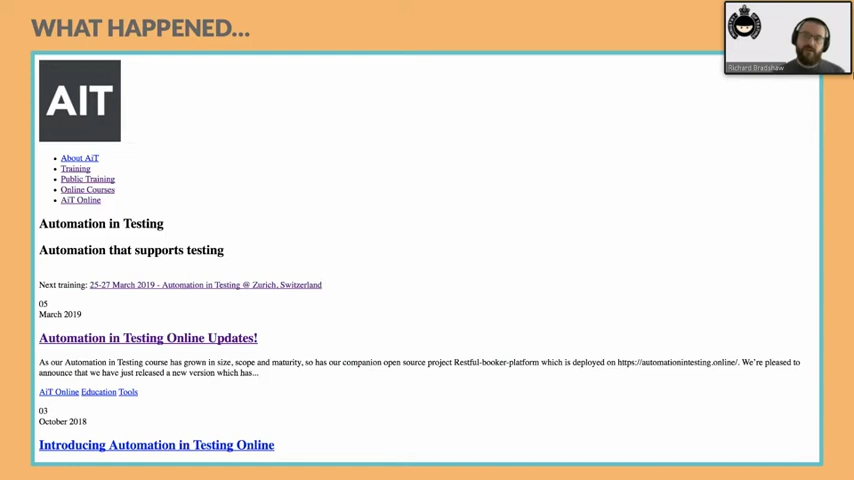 WHAT HAPPENED...
Richard Bradshaw
AiT
About AiT
Training
Public Training
Online Courses
AiT Online
Automation in Testing
Automation that supports testing
Next training: 25-27 March 2019 - Automation in Testing @ Zurich, Switzerland
05
March 2019
Automation in Testing Online Updates!
As our Automation in Testing course has grown in size, scope and maturity, so has our companion open source project Restful-booker-platform which is deployed on https://automationintesting.online/. We're pleased to
announce that we have just released a new version which has...
AiT Online Education Tools
03
October 2018
Introducing Automation in Testing Online